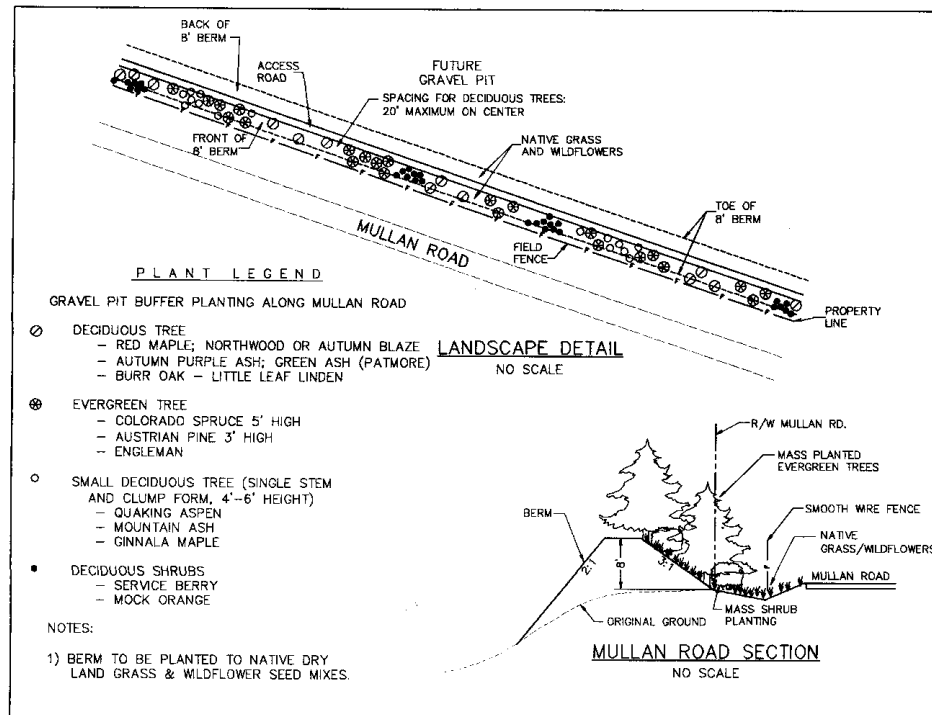 BACK OF
8' BERM
ACCESS
ROAD
FUTURE
GRAVEL PIT
SPACING FOR DECIDUOUS TREES:
20' MAXIMUM ON CENTER
FRONT OF
8' BERM
NATIVE GRASS
AND WILDFLOWERS
TOE OF
8' BERM
MULLAN ROAD
FIELD
FENCE
PROPERTY
LINE
LANDSCAPE DETAIL
NO SCALE
PLANT LEGEND
GRAVEL PIT BUFFER PLANTING ALONG MULLAN ROAD
DECIDUOUS TREE
– RED MAPLE; NORTHWOOD OR AUTUMN BLAZE
– AUTUMN PURPLE ASH; GREEN ASH (PATMORE)
– BURR OAK – LITTLE LEAF LINDEN
EVERGREEN TREE
– COLORADO SPRUCE 5' HIGH
– AUSTRIAN PINE 3' HIGH
– ENGLEMAN
SMALL DECIDUOUS TREE (SINGLE STEM
AND CLUMP FORM, 4'–6' HEIGHT)
– QUAKING ASPEN
– MOUNTAIN ASH
– GINNALA MAPLE
DECIDUOUS SHRUBS
– SERVICE BERRY
– MOCK ORANGE
NOTES:
1) BERM TO BE PLANTED TO NATIVE DRY
LAND GRASS & WILDFLOWER SEED MIXES.
R/W MULLAN RD.
MASS PLANTED
EVERGREEN TREES
SMOOTH WIRE FENCE
BERM
NATIVE
GRASS/WILDFLOWERS
2:1
8'
3:1
MULLAN ROAD
ORIGINAL GROUND
MASS SHRUB
PLANTING
MULLAN ROAD SECTION
NO SCALE